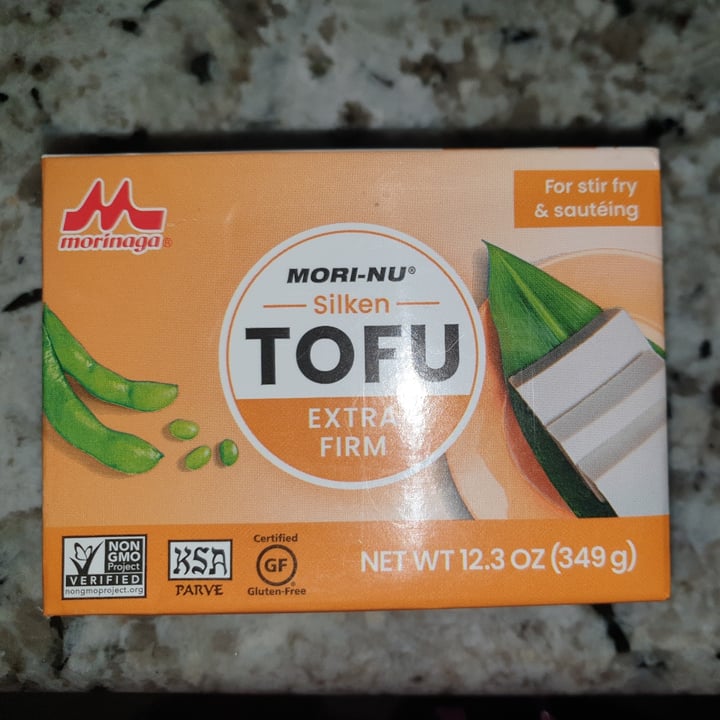 morinaga®
For stir fry
& sautéing
MORI-NU®
Silken
TOFU
EXTRA
FIRM
NON
GMO
Project
VERIFIED
nongmoproject.org
KSA
PARVE
Certified
GF
Gluten-Free
NET WT 12.3 OZ (349 g)